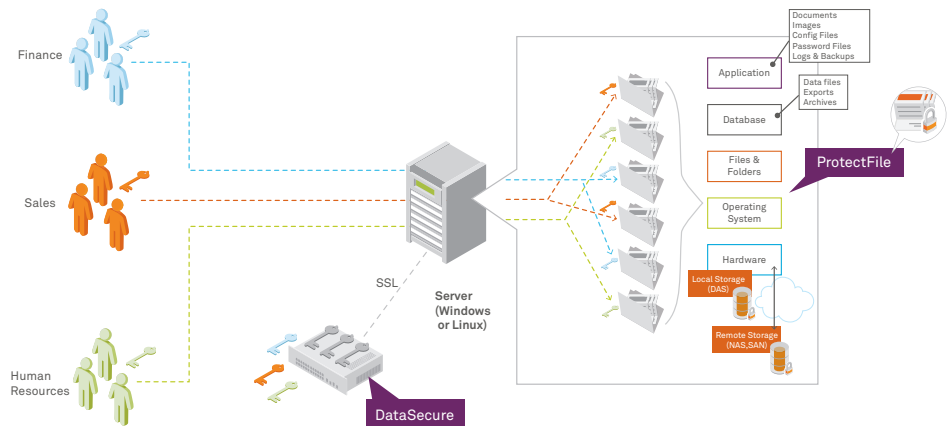 Finance
Sales
Human
Resources
SSL
Server
(Windows
or Linux)
DataSecure
Documents
Images
Config Files
Password Files
Logs & Backups
Application
Data files
Exports
Archives
Database
ProtectFile
Files &
Folders
Operating
System
Hardware
Local Storage
(DAS)
Remote Storage
(NAS,SAN)